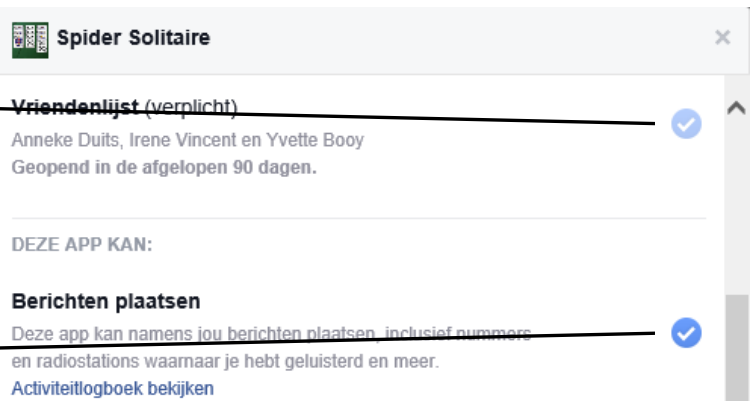 Spider Solitaire
Vriendenlijst (verplicht)
Anneke Duits, Irene Vincent en Yvette Booy
Geopend in de afgelopen 90 dagen.
DEZE APP KAN:
Berichten plaatsen
Deze app kan namens jou berichten plaatsen, inclusief nummers
en radiostations waarnaar je hebt geluisterd en meer.
Activiteitlogboek bekijken